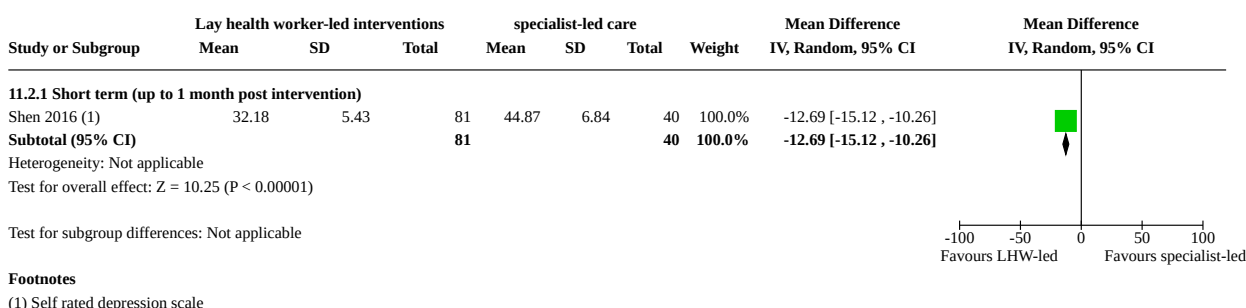 Lay health worker-led interventions specialist-led care Mean Difference Mean Difference
Study or Subgroup Mean SD Total Mean SD Total Weight IV, Random, 95% CI IV, Random, 95% CI
11.2.1 Short term (up to 1 month post intervention)
Shen 2016 (1) 32.18 5.43 81 44.87 6.84 40 100.0% -12.69 [-15.12 , -10.26]
Subtotal (95% CI) 81 40 100.0% -12.69 [-15.12 , -10.26]
Heterogeneity: Not applicable
Test for overall effect: Z = 10.25 (P < 0.00001)
Test for subgroup differences: Not applicable
-100 -50 0 50 100
Favours LHW-led Favours specialist-led
Footnotes
(1) Self rated depression scale